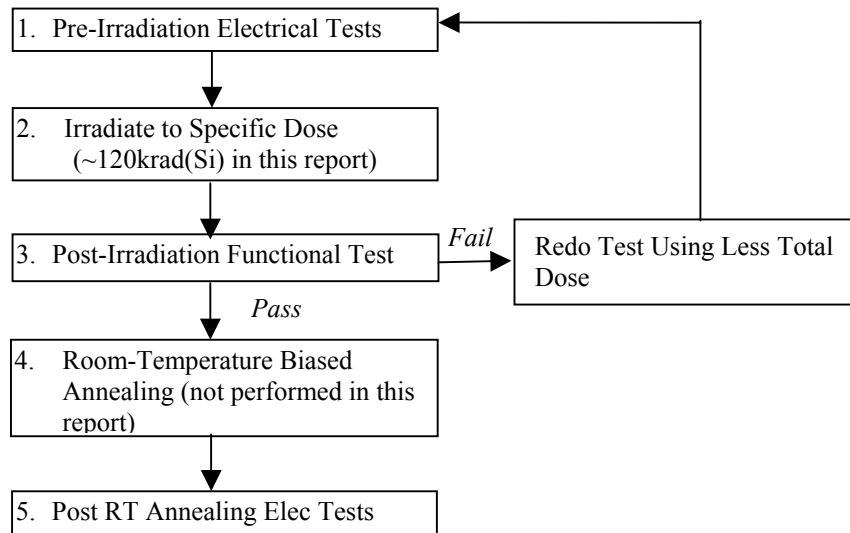 1. Pre-Irradiation Electrical Tests
2. Irradiate to Specific Dose
(~120krad(Si) in this report)
3. Post-Irradiation Functional Test
Fail
Redo Test Using Less Total
Dose
Pass
4. Room-Temperature Biased
Annealing (not performed in this
report)
5. Post RT Annealing Elec Tests